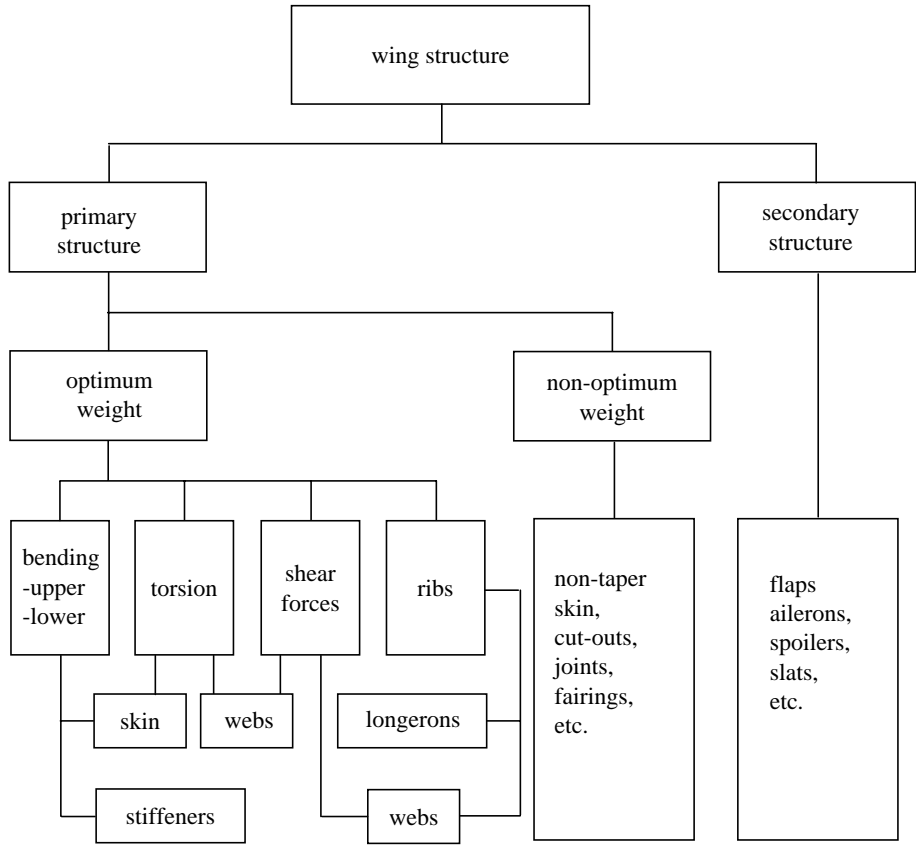 wing structure
primary
structure
secondary
structure
optimum
weight
non-optimum
weight
bending
-upper
-lower
torsion
shear
forces
ribs
non-taper
skin,
cut-outs,
joints,
fairings,
etc.
flaps
ailerons,
spoilers,
slats,
etc.
skin
webs
longerons
stiffeners
webs